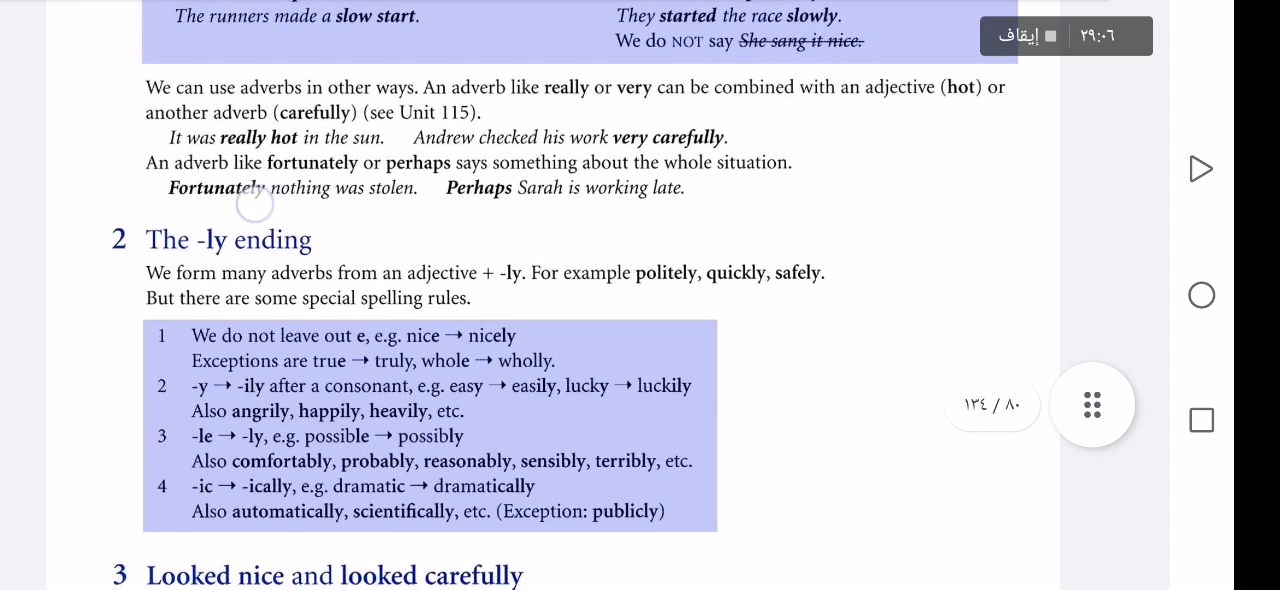 The runners made a slow start. They started the race slowly.
We do NOT say She sang it nice.
إيقاف ٢٩:٠٦
We can use adverbs in other ways. An adverb like really or very can be combined with an adjective (hot) or
another adverb (carefully) (see Unit 115).
It was really hot in the sun. Andrew checked his work very carefully.
An adverb like fortunately or perhaps says something about the whole situation.
Fortunately nothing was stolen. Perhaps Sarah is working late.
2 The -ly ending
We form many adverbs from an adjective + -ly. For example politely, quickly, safely.
But there are some special spelling rules.
1 We do not leave out e, e.g. nice → nicely
Exceptions are true → truly, whole → wholly.
2 -y → -ily after a consonant, e.g. easy → easily, lucky → luckily
Also angrily, happily, heavily, etc.
3 -le → -ly, e.g. possible → possibly
Also comfortably, probably, reasonably, sensibly, terribly, etc.
4 -ic → -ically, e.g. dramatic → dramatically
Also automatically, scientifically, etc. (Exception: publicly)
١٣٤ / ٨٠
3 Looked nice and looked carefully